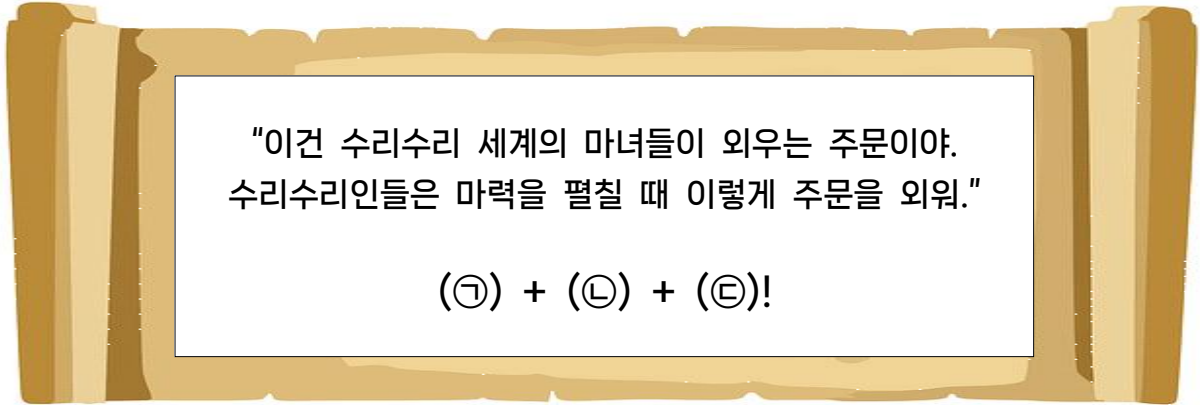 "이건 수리수리 세계의 마녀들이 외우는 주문이야.
수리수리인들은 마력을 펼칠 때 이렇게 주문을 외워."
(㉠) + (㉡) + (㉢)!